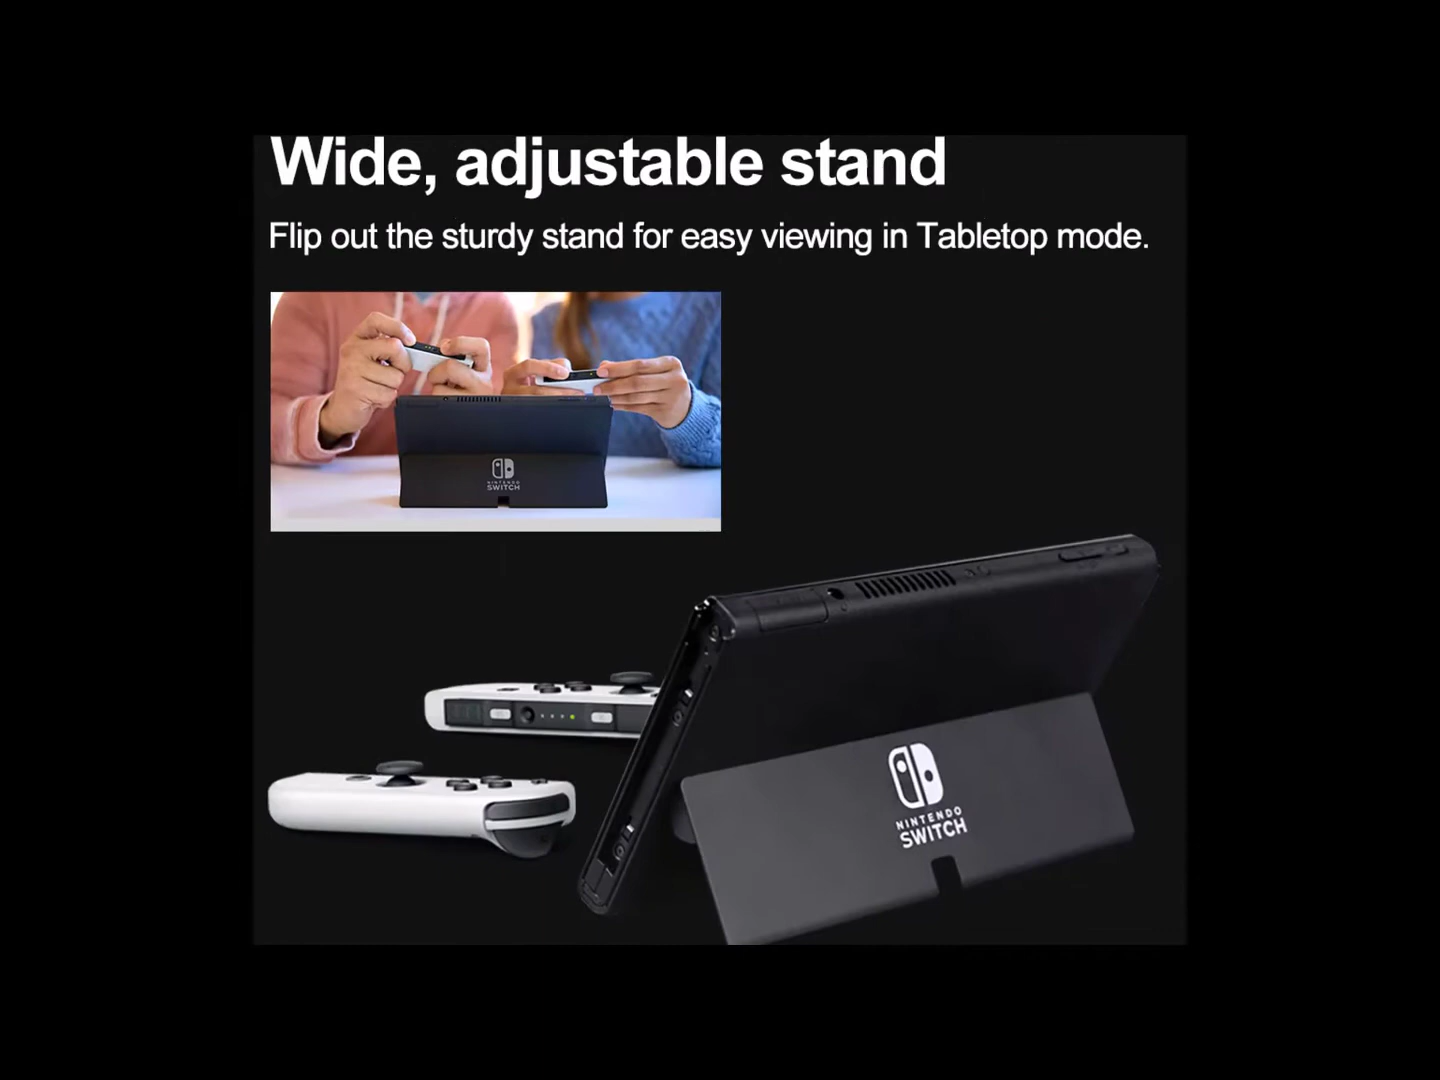 Wide, adjustable stand
Flip out the sturdy stand for easy viewing in Tabletop mode.
NINTENDO
SWITCH
NINTENDO
SWITCH